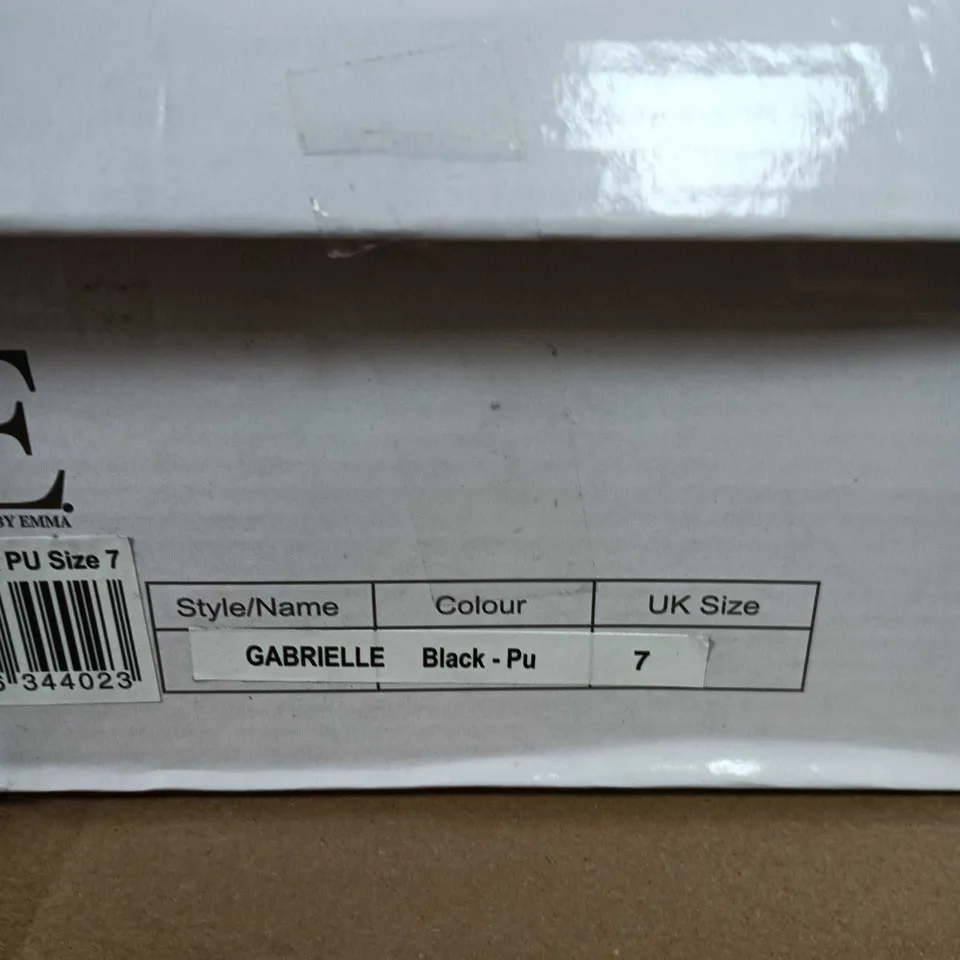 E.
BY EMMA
PU Size 7
344023
Style/Name Colour UK Size
GABRIELLE Black - Pu 7